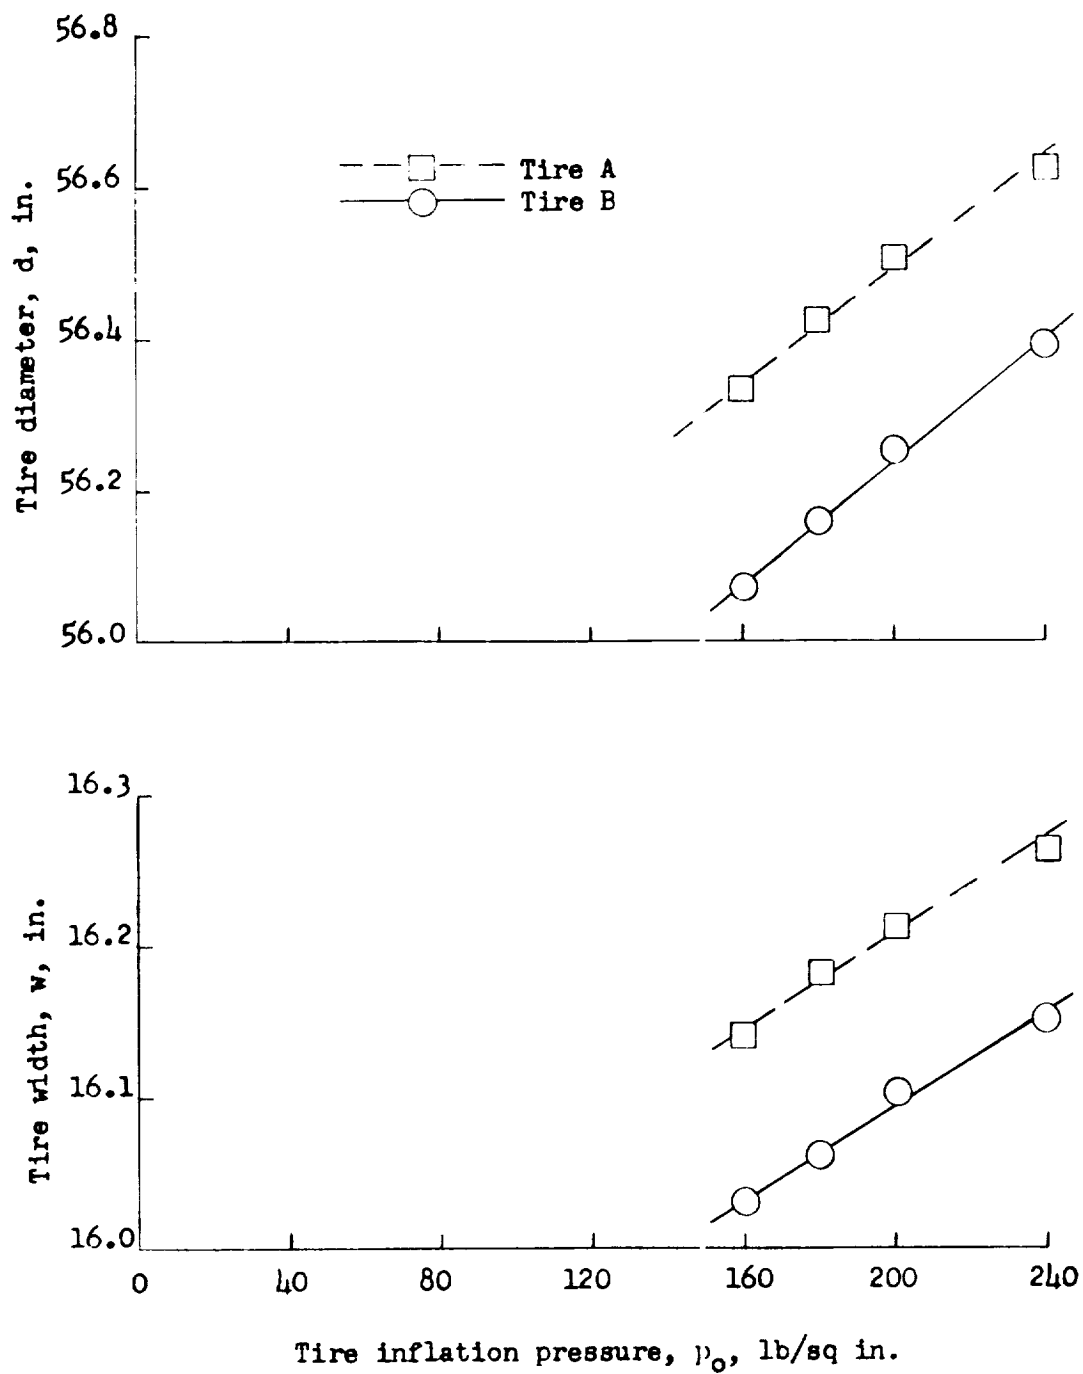 56.8
56.6
56.4
56.2
56.0
Tire diameter, d, in.
Tire A
Tire B
16.3
16.2
16.1
16.0
Tire width, w, in.
0 40 80 120 160 200 240
Tire inflation pressure, p₀, lb/sq in.